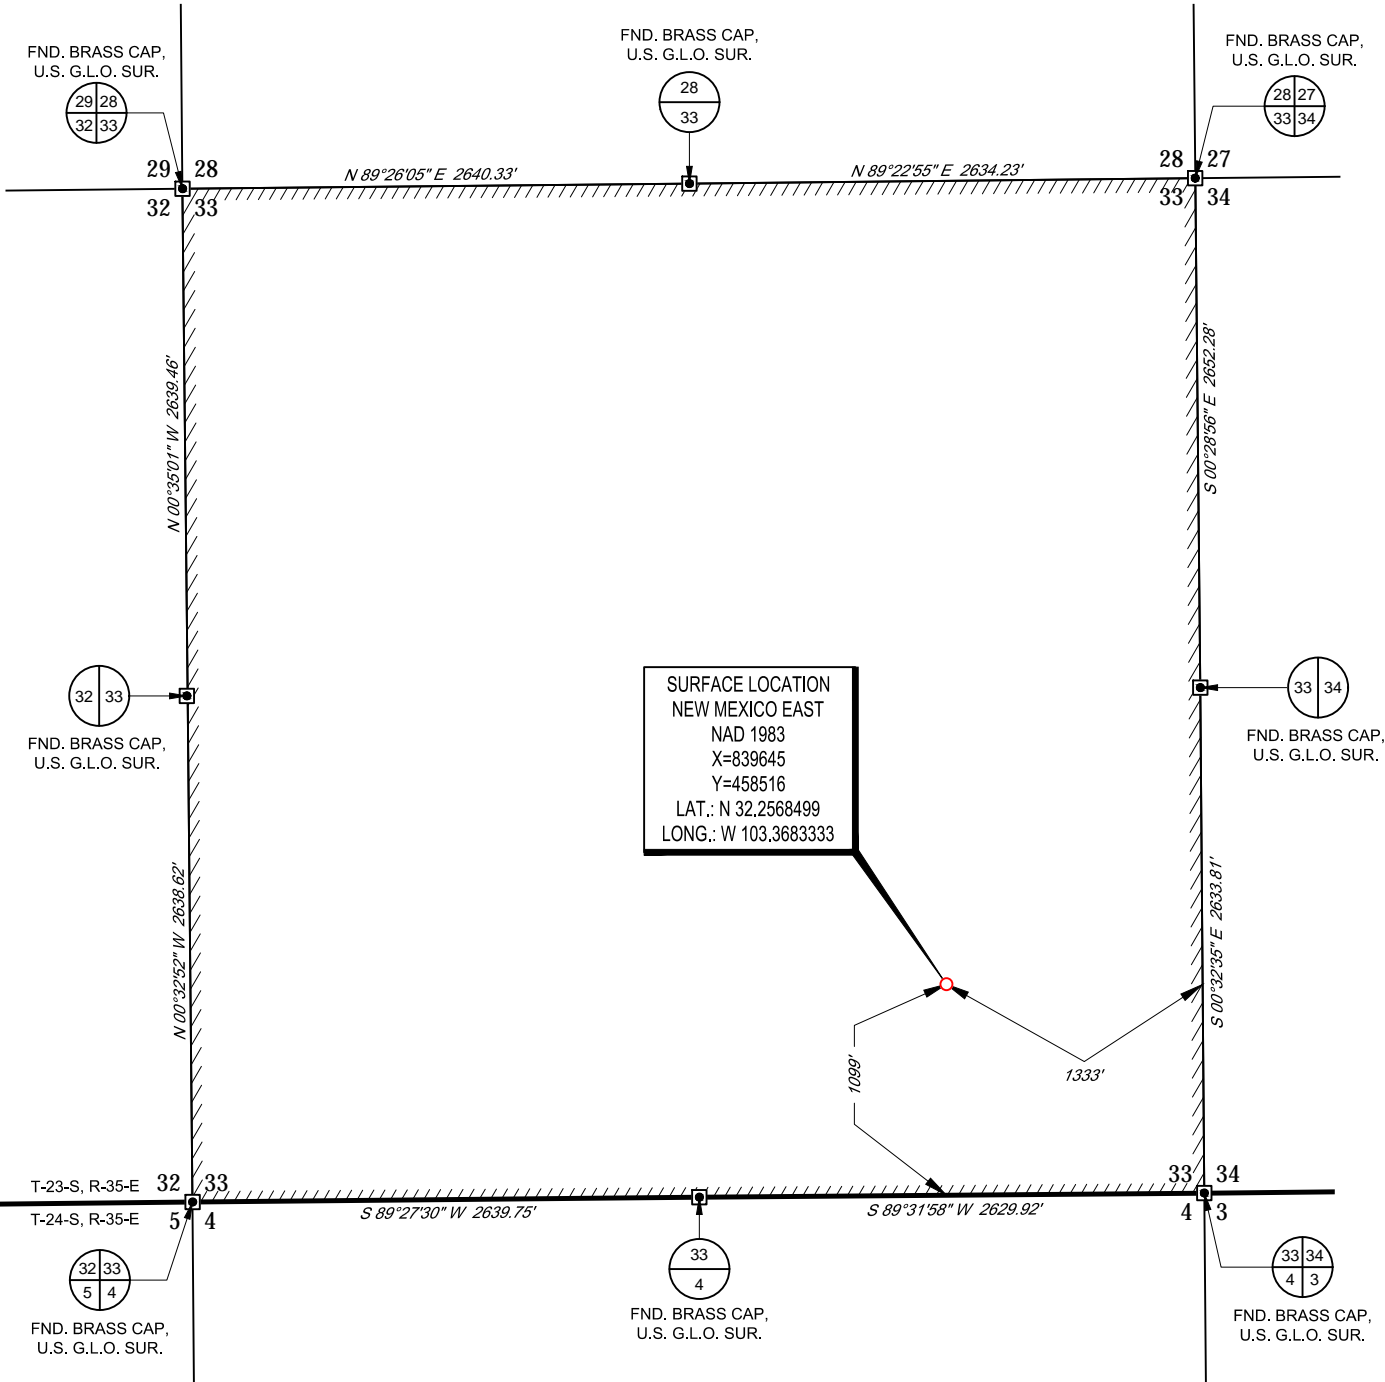 FND. BRASS CAP,
U.S. G.L.O. SUR.
29 28
32 33
FND. BRASS CAP,
U.S. G.L.O. SUR.
28
33
FND. BRASS CAP,
U.S. G.L.O. SUR.
28 27
33 34
29 28
32 33
N 89°26'05" E 2640.33'
N 89°22'55" E 2634.23'
28 27
33 34
N 00°35'01" W 2639.46'
S 00°28'56" E 2652.28'
32 33
FND. BRASS CAP,
U.S. G.L.O. SUR.
SURFACE LOCATION
NEW MEXICO EAST
NAD 1983
X=839645
Y=458516
LAT.: N 32.2568499
LONG.: W 103.3683333
33 34
FND. BRASS CAP,
U.S. G.L.O. SUR.
N 00°32'52" W 2638.62'
S 00°32'35" E 2633.81'
1099'
1333'
T-23-S, R-35-E
T-24-S, R-35-E
32 33
5 4
S 89°27'30" W 2639.75'
S 89°31'58" W 2629.92'
33 34
4 3
32 33
5 4
FND. BRASS CAP,
U.S. G.L.O. SUR.
33
4
FND. BRASS CAP,
U.S. G.L.O. SUR.
33 34
4 3
FND. BRASS CAP,
U.S. G.L.O. SUR.